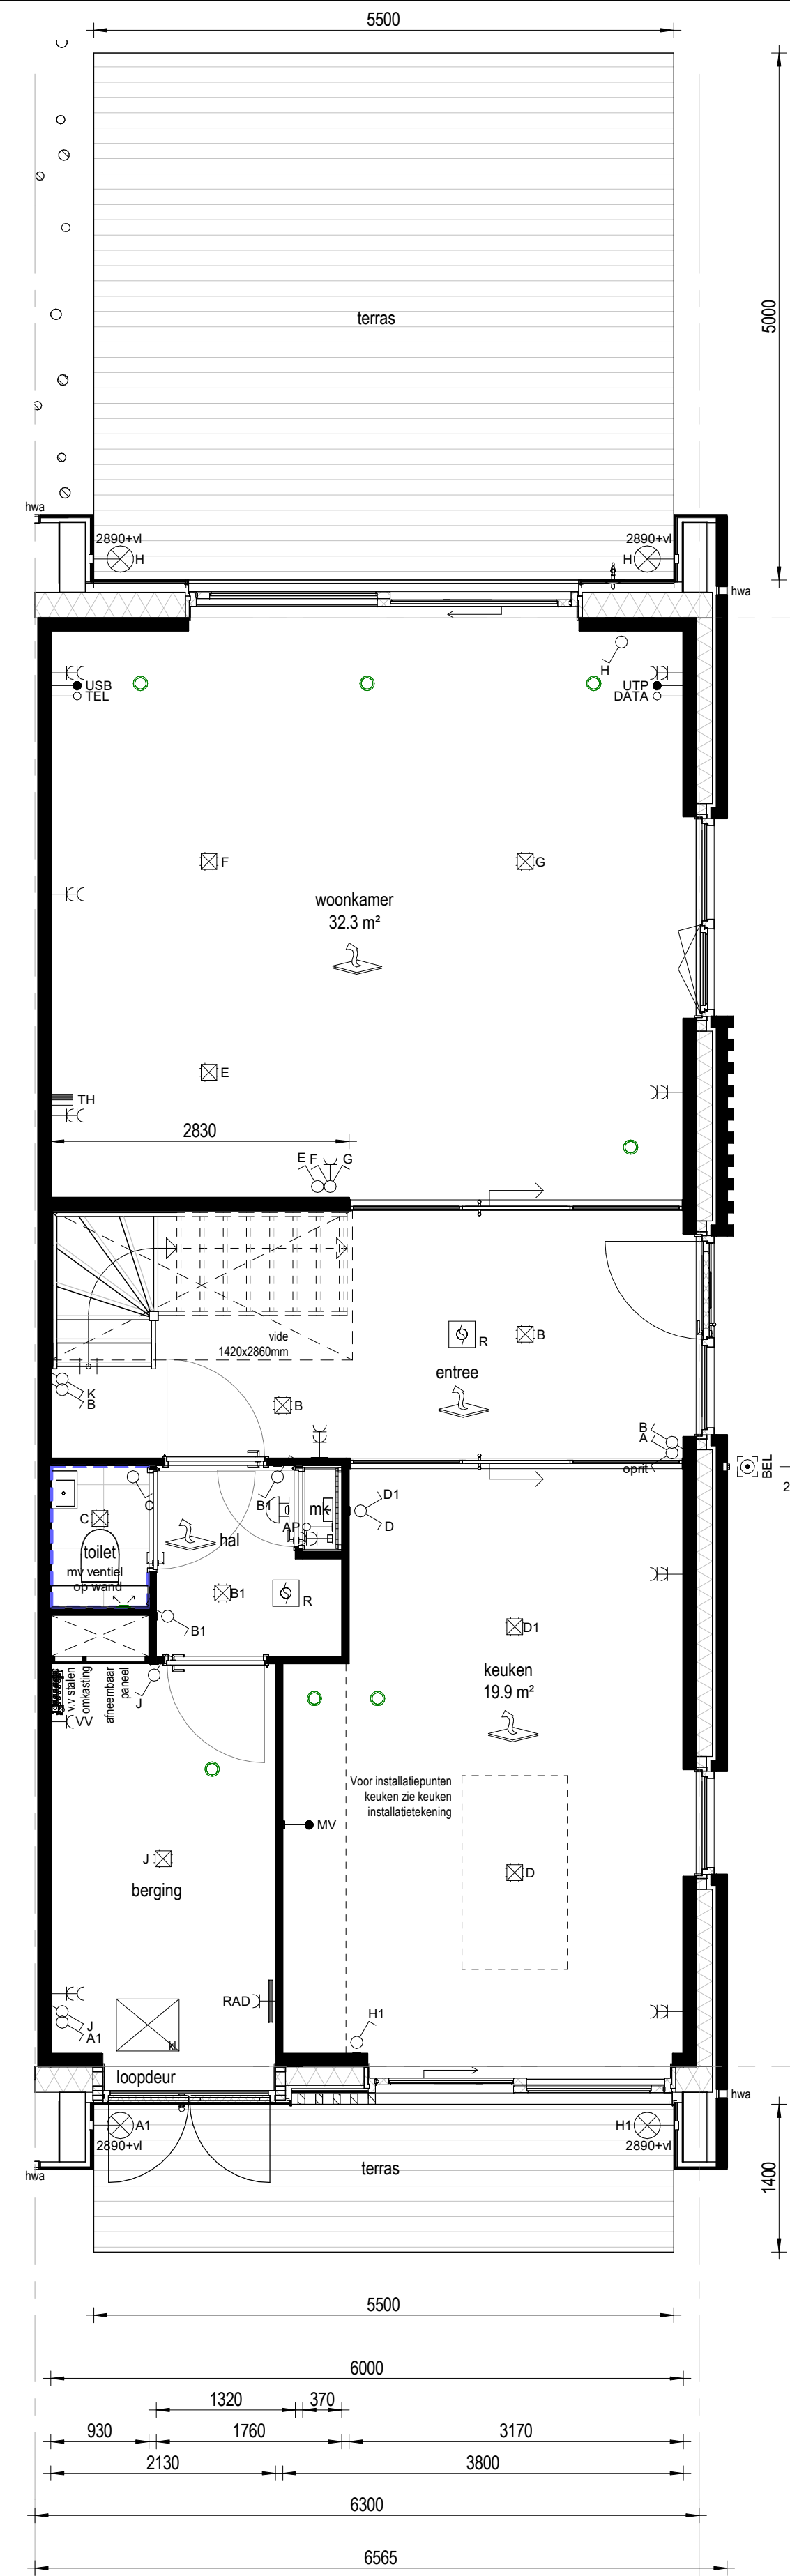 5500
5000
terras
hwa
2890+vl
H
2890+vl
H
hwa
H
USB
TEL
UTP
DATA
F
G
woonkamer
32.3 m²
E
TH
2830
E F G
vide
1420x2860mm
R
B
entree
K
B
B
B
A
oprit
BEL
2
C
C
toilet
mv ventiel
op wand
B1
mk
AP
hal
D1
D
B1
R
B1
D1
J
v.v stalen
omkasting
afneembaar
paneel
VV
keuken
19.9 m²
Voor installatiepunten
keuken zie keuken
installatietekening
MV
J
D
berging
RAD
J
A1
kl.
H1
loopdeur
hwa
A1
2890+vl
H1
2890+vl
hwa
terras
1400
5500
6000
1320
370
930
1760
3170
2130
3800
6300
6565